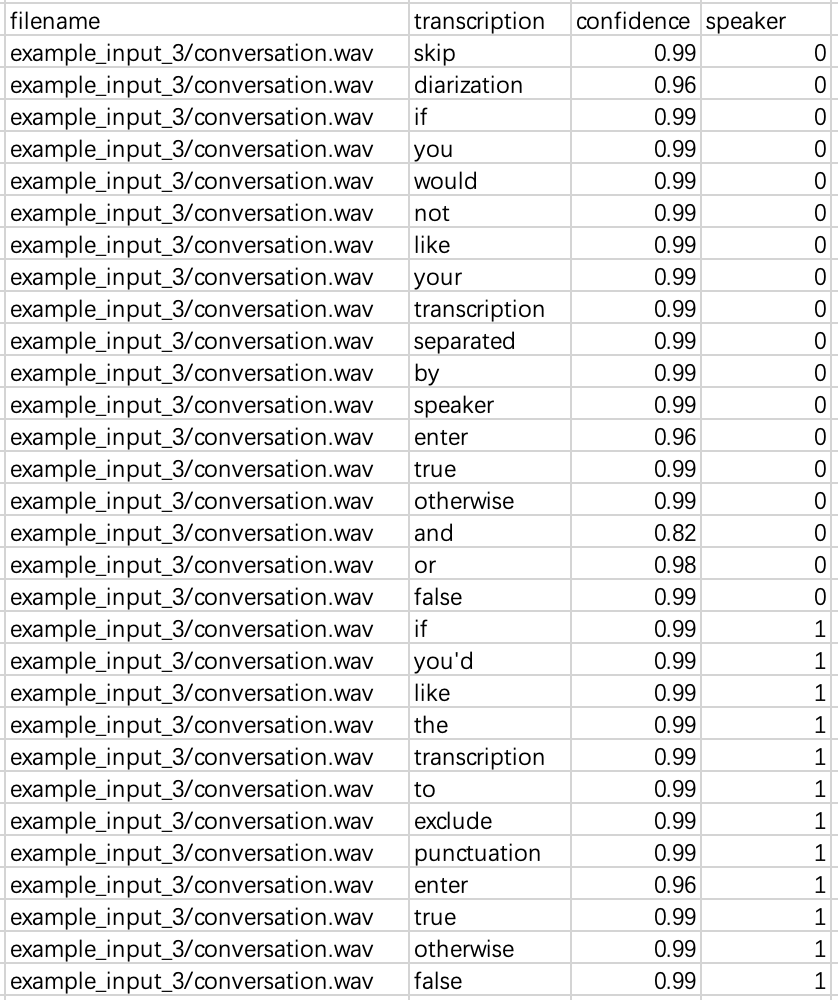 filename transcription confidence speaker
example_input_3/conversation.wav skip 0.99 0
example_input_3/conversation.wav diarization 0.96 0
example_input_3/conversation.wav if 0.99 0
example_input_3/conversation.wav you 0.99 0
example_input_3/conversation.wav would 0.99 0
example_input_3/conversation.wav not 0.99 0
example_input_3/conversation.wav like 0.99 0
example_input_3/conversation.wav your 0.99 0
example_input_3/conversation.wav transcription 0.99 0
example_input_3/conversation.wav separated 0.99 0
example_input_3/conversation.wav by 0.99 0
example_input_3/conversation.wav speaker 0.99 0
example_input_3/conversation.wav enter 0.96 0
example_input_3/conversation.wav true 0.99 0
example_input_3/conversation.wav otherwise 0.99 0
example_input_3/conversation.wav and 0.82 0
example_input_3/conversation.wav or 0.98 0
example_input_3/conversation.wav false 0.99 0
example_input_3/conversation.wav if 0.99 1
example_input_3/conversation.wav you'd 0.99 1
example_input_3/conversation.wav like 0.99 1
example_input_3/conversation.wav the 0.99 1
example_input_3/conversation.wav transcription 0.99 1
example_input_3/conversation.wav to 0.99 1
example_input_3/conversation.wav exclude 0.99 1
example_input_3/conversation.wav punctuation 0.99 1
example_input_3/conversation.wav enter 0.96 1
example_input_3/conversation.wav true 0.99 1
example_input_3/conversation.wav otherwise 0.99 1
example_input_3/conversation.wav false 0.99 1